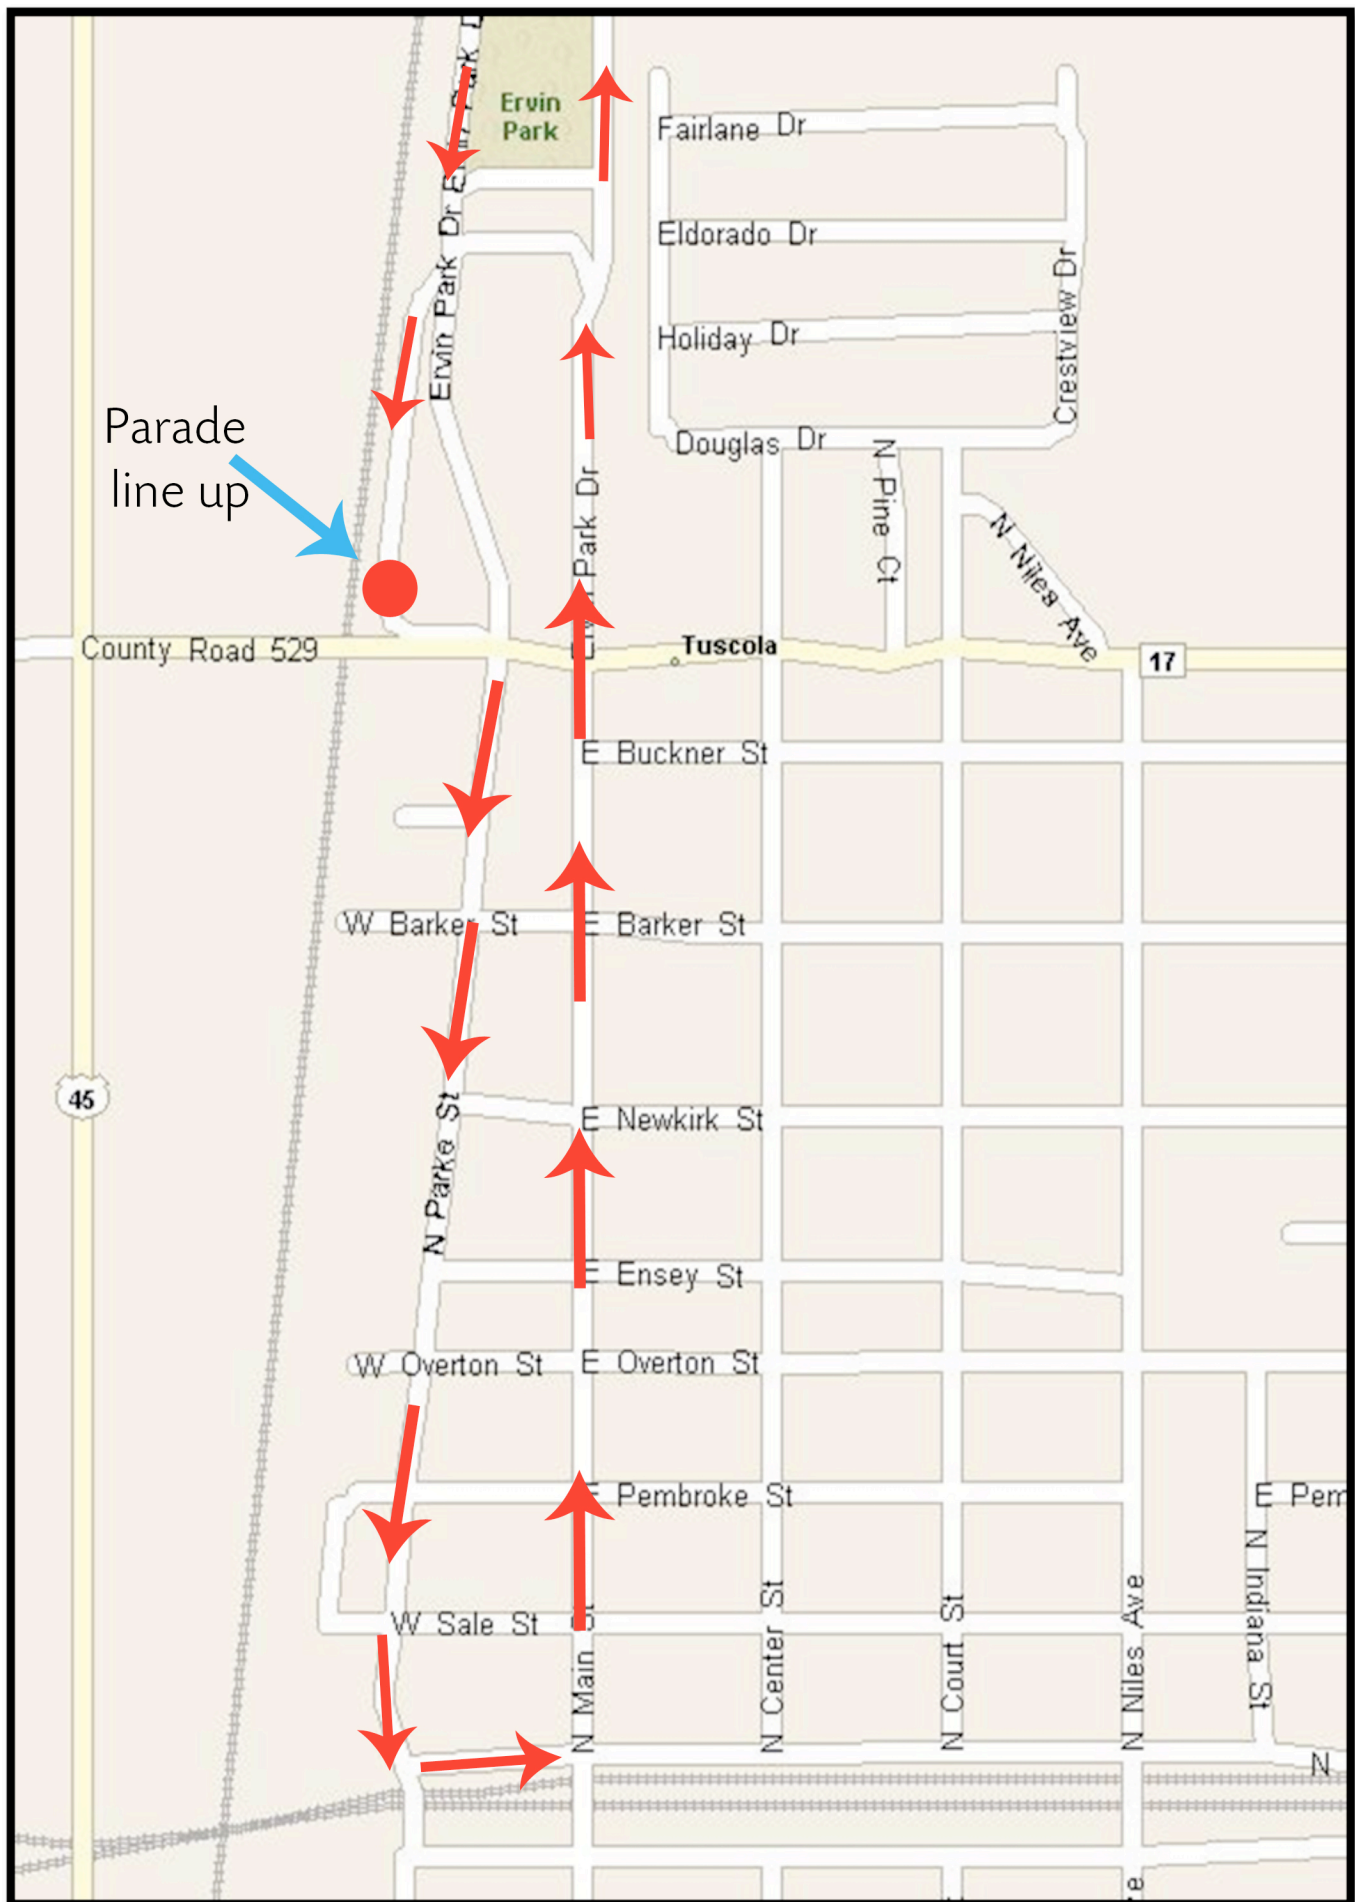 Ervin
Park
Ervin Park Dr
Fairlane Dr
Eldorado Dr
Holiday Dr
Crestview Dr
Douglas Dr
Parade
line up
Park Dr
N Pine Ct
N Niles Ave
County Road 529
Tuscola
17
E Buckner St
W Barker St
E Barker St
45
N Parke St
E Newkirk St
E Ensey St
W Overton St
E Overton St
Pembroke St
E Pem
W Sale St
N Main St
N Center St
N Court St
N Niles Ave
N Indiana St
N